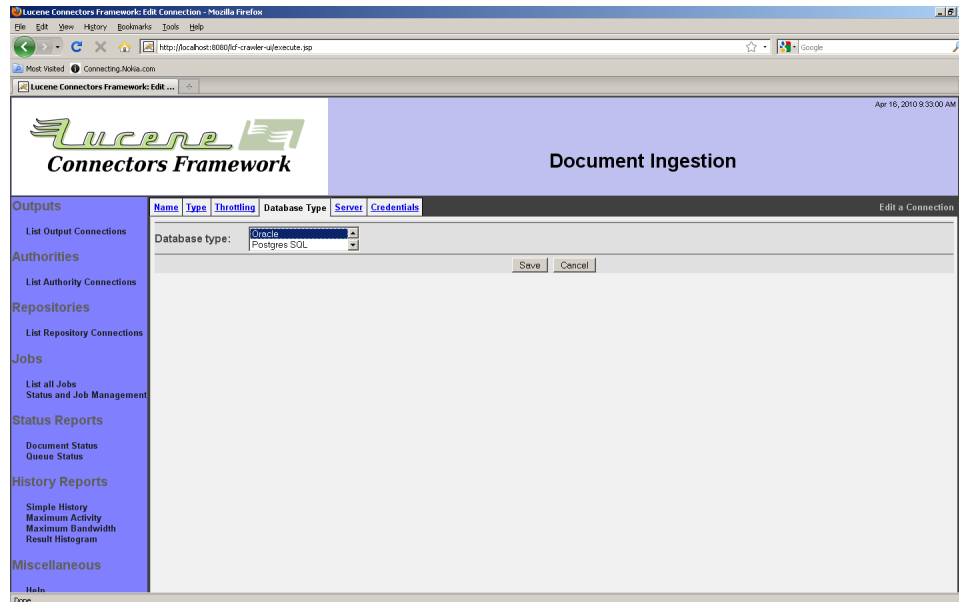 Lucene Connectors Framework: Edit Connection - Mozilla Firefox
File Edit View History Bookmarks Tools Help
http://localhost:8080/lcf-crawler-ui/execute.jsp
Google
Most Visited Connecting.Nokia.com
Lucene Connectors Framework: Edit ...
Apr 16, 2010 9:33:00 AM
Lucene
Connectors Framework
Document Ingestion
Outputs
Name Type Throttling Database Type Server Credentials
Edit a Connection
List Output Connections
Database type:
Oracle
Postgres SQL
Authorities
Save Cancel
List Authority Connections
Repositories
List Repository Connections
Jobs
List all Jobs
Status and Job Management
Status Reports
Document Status
Queue Status
History Reports
Simple History
Maximum Activity
Maximum Bandwidth
Result Histogram
Miscellaneous
Help
Done